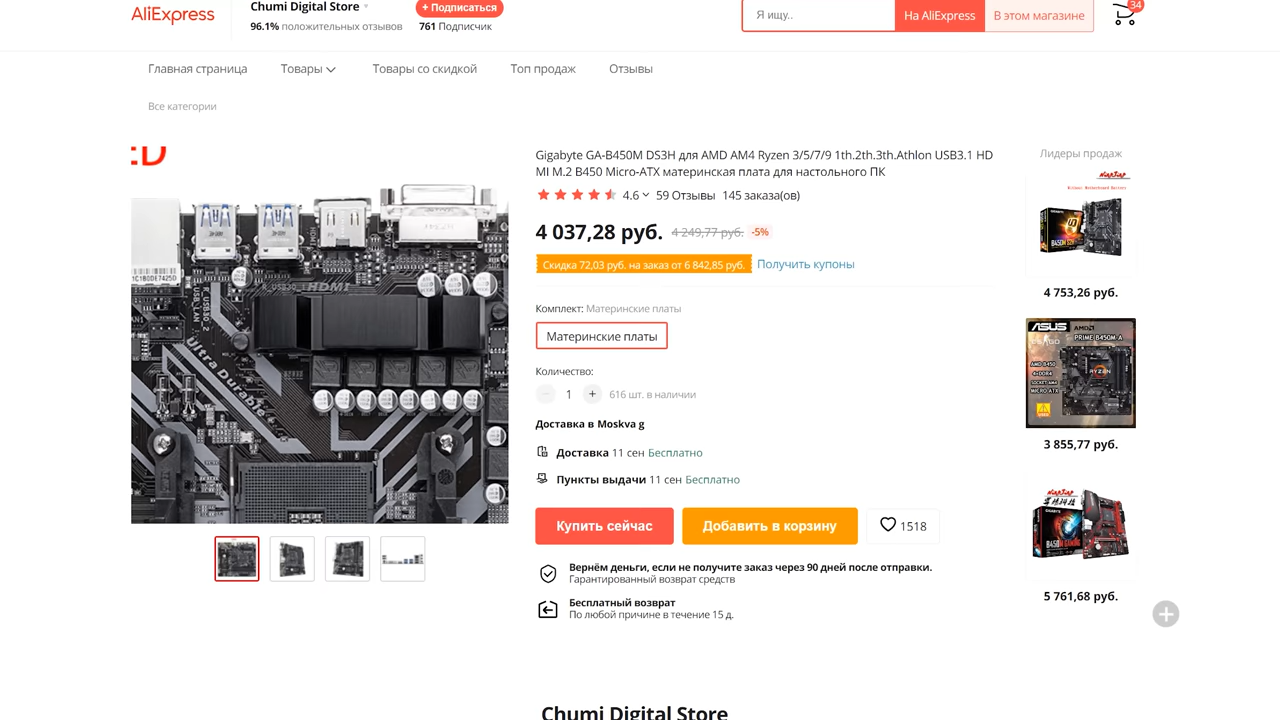 AliExpress
Chumi Digital Store
96.1% положительных отзывов
+ Подписаться
761 Подписчик
Я ищу..
На AliExpress
В этом магазине
34
Главная страница
Товары
Товары со скидкой
Топ продаж
Отзывы
Все категории
Gigabyte GA-B450M DS3H для AMD AM4 Ryzen 3/5/7/9 1th.2th.3th.Athlon USB3.1 HD
MI M.2 B450 Micro-ATX материнская плата для настольного ПК
4.6
59 Отзывы
145 заказа(ов)
4 037,28 руб.
4 249,77 руб.
-5%
Скидка 72,03 руб. на заказ от 6 842,85 руб.
Получить купоны
Комплект: Материнские платы
Материнские платы
Количество:
1
+
616 шт. в наличии
Доставка в Moskva g
Доставка 11 сен Бесплатно
Пункты выдачи 11 сен Бесплатно
Купить сейчас
Добавить в корзину
1518
Вернём деньги, если не получите заказ через 90 дней после отправки.
Гарантированный возврат средств
Бесплатный возврат
По любой причине в течение 15 д.
R_USB30_1 HDMI
Ultra Durable
Лидеры продаж
4 753,26 руб.
ASUS
AMD
PRIME B450M-A
RYZEN
3 855,77 руб.
GIGABYTE
B450M GAMING
5 761,68 руб.
Chumi Digital Store